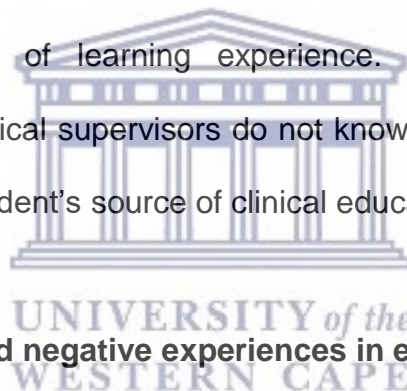 of learning experience.
ical supervisors do not know
dent's source of clinical educa
UNIVERSITY of the
d negative experiences in e
WESTERN CAPE